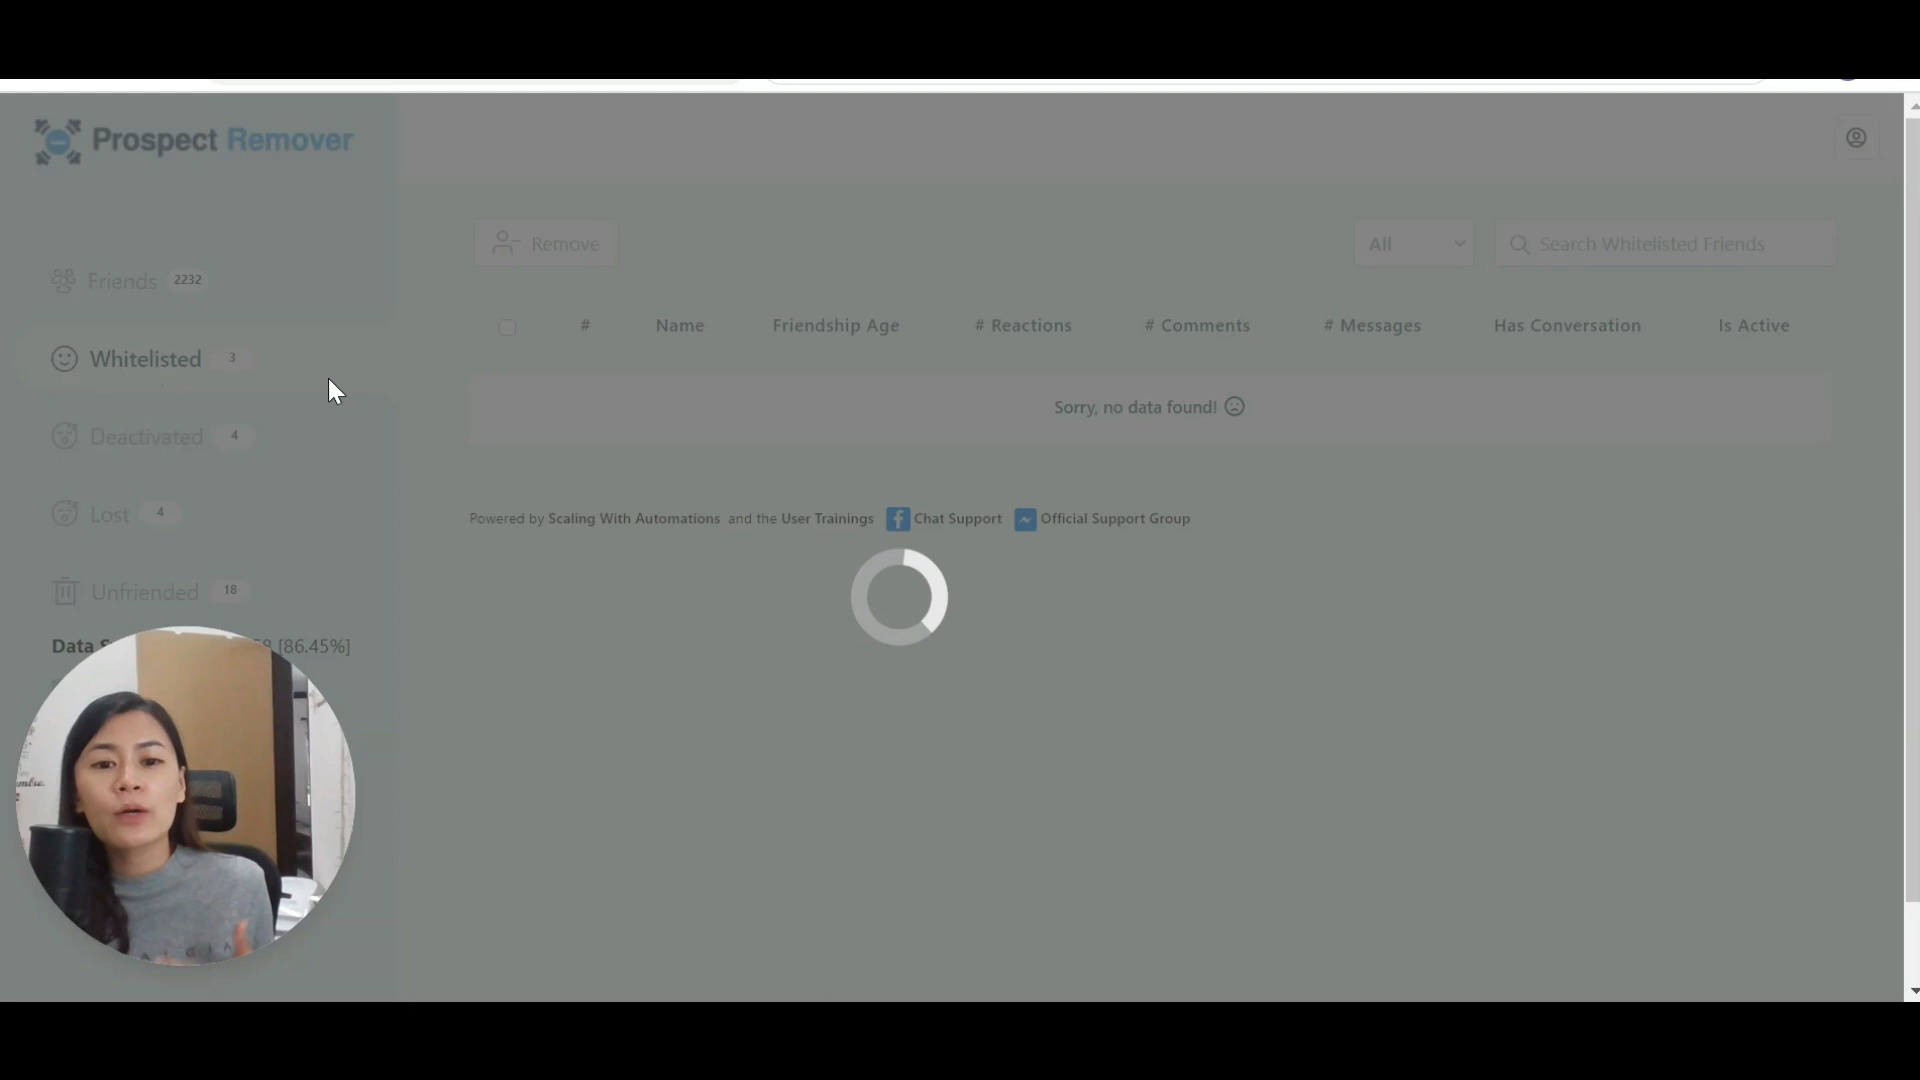 Prospect Remover
Remove
All
Search Whitelisted Friends
Friends 2232
# Name Friendship Age # Reactions # Comments # Messages Has Conversation Is Active
Whitelisted 3
Sorry, no data found!
Deactivated 4
Lost 4
Powered by Scaling With Automations and the User Trainings Chat Support Official Support Group
Unfriended 18
Data [86.45%]